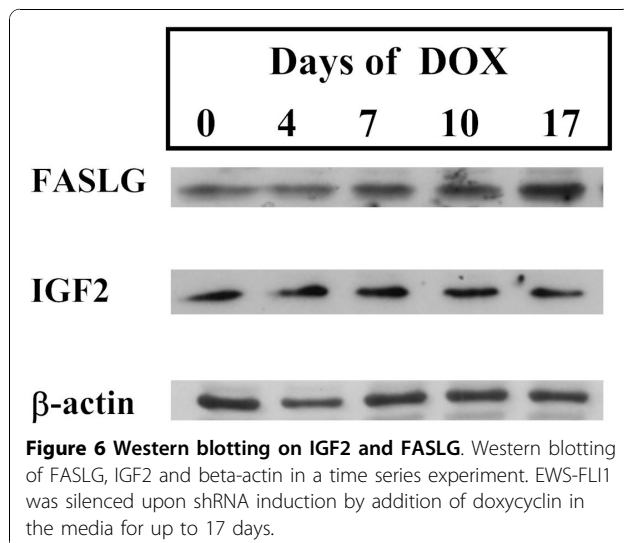 Days of DOX
0 4 7 10 17
FASLG
IGF2
β-actin
Figure 6 Western blotting on IGF2 and FASLG. Western blotting
of FASLG, IGF2 and beta-actin in a time series experiment. EWS-FLI1
was silenced upon shRNA induction by addition of doxycyclin in
the media for up to 17 days.